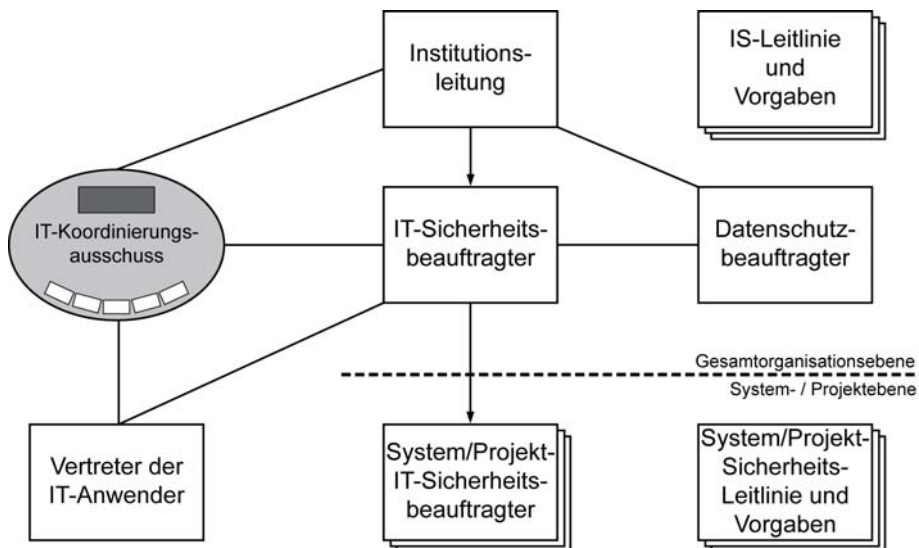 Institutions-
leitung
IS-Leitlinie
und
Vorgaben
IT-Koordinierungs-
ausschuss
IT-Sicherheits-
beauftragter
Datenschutz-
beauftragter
Gesamtorganisationsebene
System- / Projektebene
Vertreter der
IT-Anwender
System/Projekt-
IT-Sicherheits-
beauftragter
System/Projekt-
Sicherheits-
Leitlinie und
Vorgaben